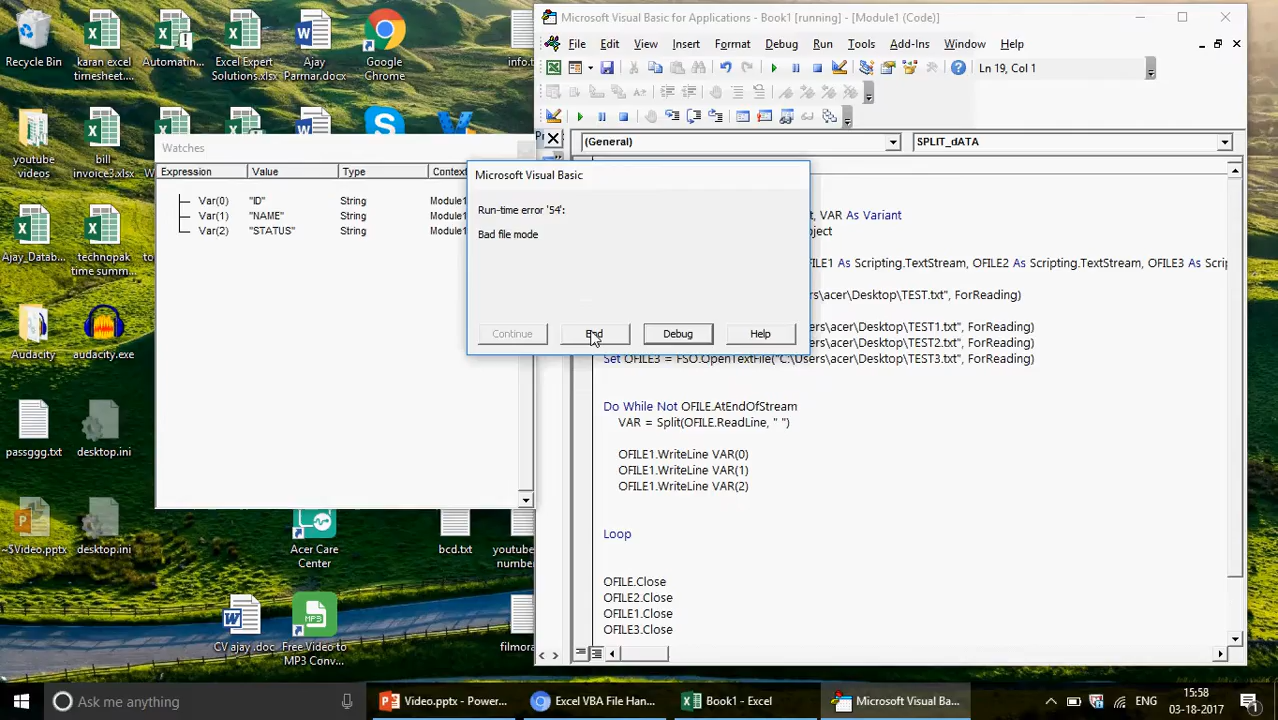 Recycle Bin
karan excel
timesheet....
Automatin...
Excel Expert
Solutions.xlsx
Ajay
Parmar.docx
Google
Chrome
info.t
youtube
videos
bill
invoice3.xlsx
Ajay_Datab...
technopak
time summ...
Audacity
audacity.exe
passggg.txt
desktop.ini
~$Video.pptx
desktop.ini
Acer Care
Center
bcd.txt
youtube
CV ajay .doc
Free Video to
MP3 Conv...
filmora
Watches
Expression
Value
Type
Context
Var(0) "ID" String Module1
Var(1) "NAME" String Module1
Var(2) "STATUS" String Module1
Microsoft Visual Basic for Applications - Book1 [running] - [Module1 (Code)]
File Edit View Insert Format Debug Run Tools Add-Ins Window Help
Ln 19, Col 1
(General)
SPLIT_dATA
Microsoft Visual Basic
Run-time error '54':
Bad file mode
Continue
End
Debug
Help
, VAR As Variant
ject
FILE1 As Scripting.TextStream, OFILE2 As Scripting.TextStream, OFILE3 As Scrip
s\acer\Desktop\TEST.txt", ForReading)
rs\acer\Desktop\TEST1.txt", ForReading)
rs\acer\Desktop\TEST2.txt", ForReading)
Set OFILE3 = FSO.OpenTextFile("C:\Users\acer\Desktop\TEST3.txt", ForReading)
Do While Not OFILE.AtEndOfStream
VAR = Split(OFILE.ReadLine, " ")
OFILE1.WriteLine VAR(0)
OFILE1.WriteLine VAR(1)
OFILE1.WriteLine VAR(2)
Loop
OFILE.Close
OFILE2.Close
OFILE1.Close
OFILE3.Close
Ask me anything
Video.pptx - Power...
Excel VBA File Han...
Book1 - Excel
Microsoft Visual Ba...
ENG
15:58
03-18-2017